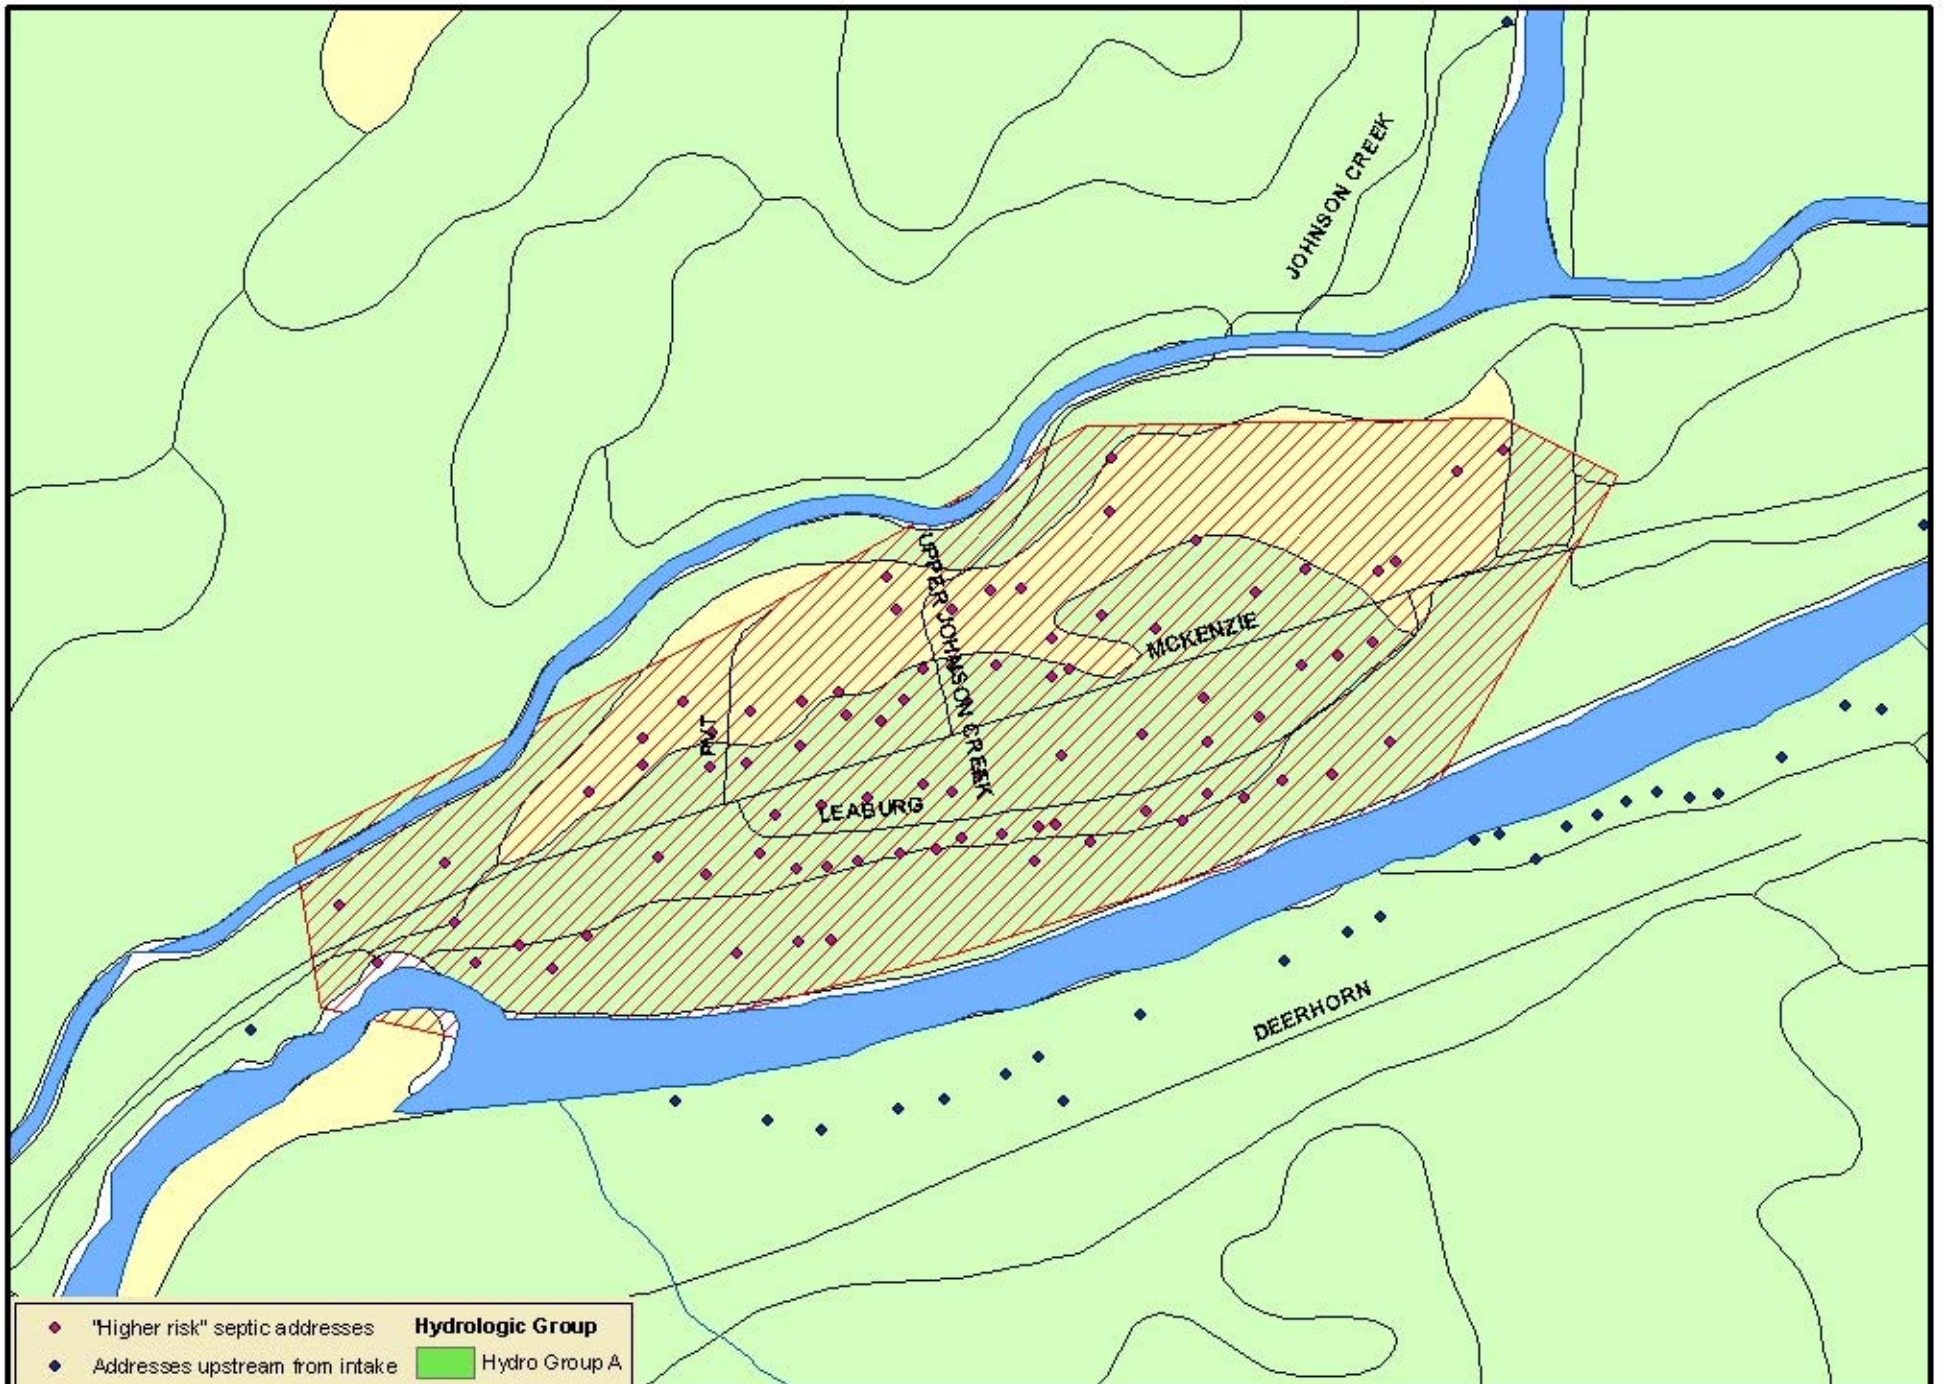 JOHNSON CREEK
UPPER JOHNSON CREEK
MCKENZIE
PVT
LEABURG
DEERHORN
"Higher risk" septic addresses
Addresses upstream from intake
Hydrologic Group
Hydro Group A